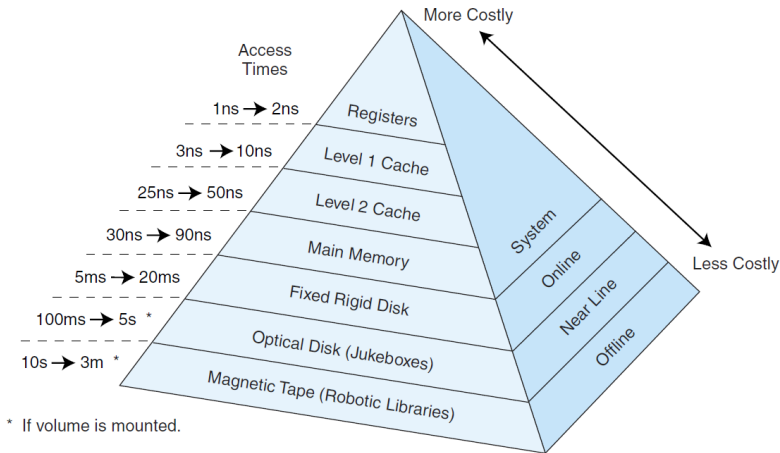 More Costly
Access
Times
1ns → 2ns
Registers
3ns → 10ns
Level 1 Cache
25ns → 50ns
Level 2 Cache
System
30ns → 90ns
Main Memory
Online
Less Costly
5ms → 20ms
Fixed Rigid Disk
Near Line
100ms → 5s *
Optical Disk (Jukeboxes)
Offline
10s → 3m *
Magnetic Tape (Robotic Libraries)
* If volume is mounted.